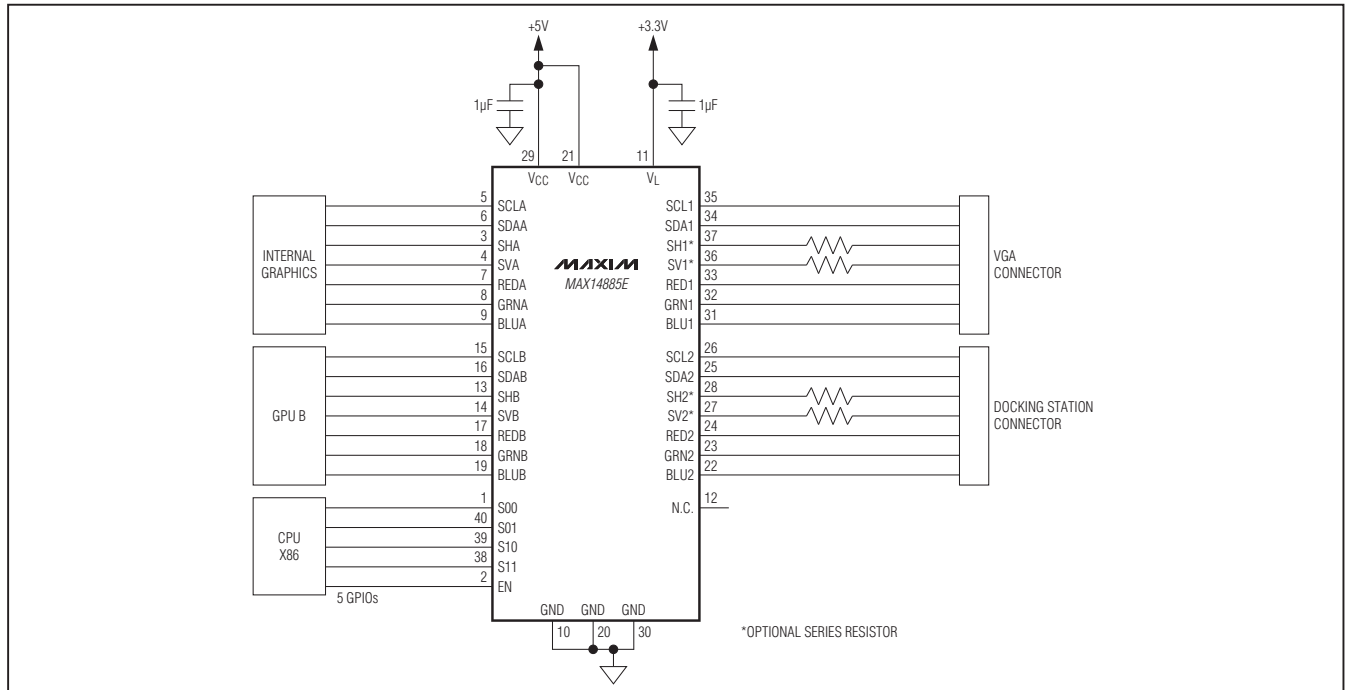 +5V
+3.3V
1μF
1μF
29
21
11
VCC
VCC
VL
INTERNAL
GRAPHICS
5
SCLA
6
SDAA
3
SHA
4
SVA
7
REDA
8
GRNA
9
BLUA
GPU B
15
SCLB
16
SDAB
13
SHB
14
SVB
17
REDB
18
GRNB
19
BLUB
CPU
X86
1
S00
40
S01
39
S10
38
S11
2
EN
5 GPIOs
MAXIM
MAX14885E
SCL1
35
SDA1
34
SH1*
37
SV1*
36
RED1
33
GRN1
32
BLU1
31
VGA
CONNECTOR
SCL2
26
SDA2
25
SH2*
28
SV2*
27
RED2
24
GRN2
23
BLU2
22
DOCKING STATION
CONNECTOR
N.C.
12
GND
GND
GND
10
20
30
*OPTIONAL SERIES RESISTOR